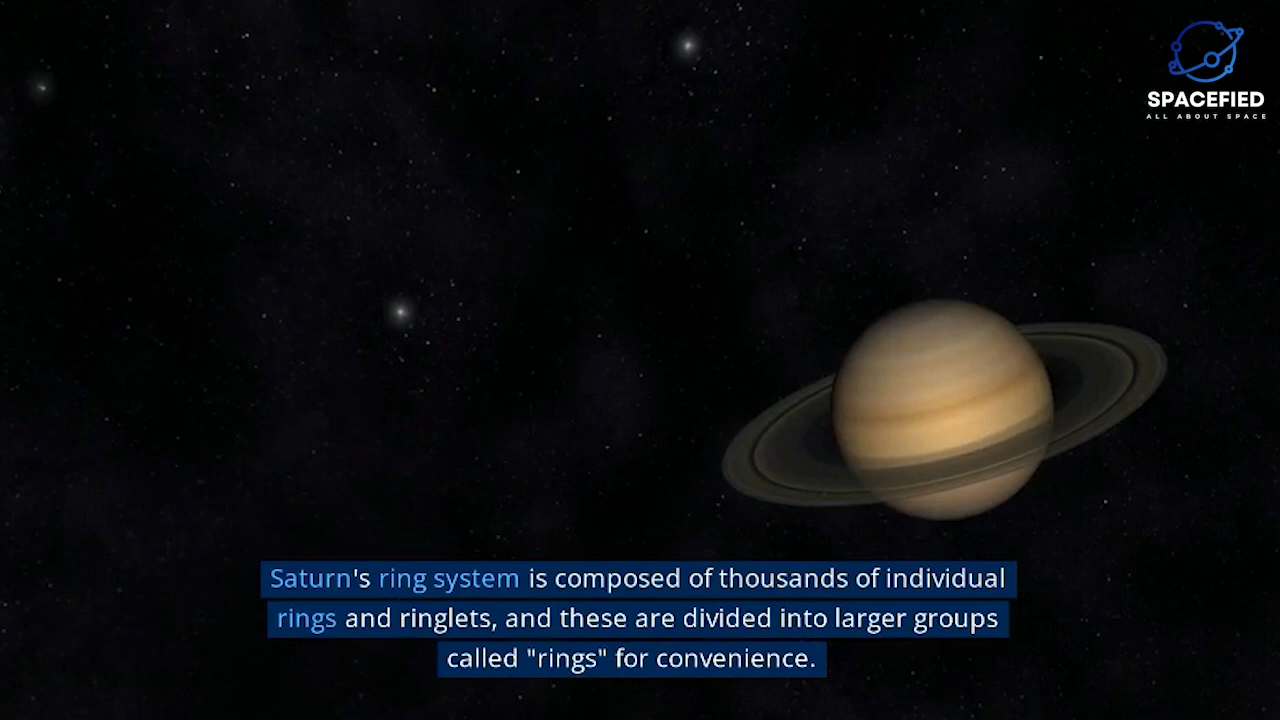 SPACEFIED
ALL ABOUT SPACE
Saturn's ring system is composed of thousands of individual
rings and ringlets, and these are divided into larger groups
called "rings" for convenience.